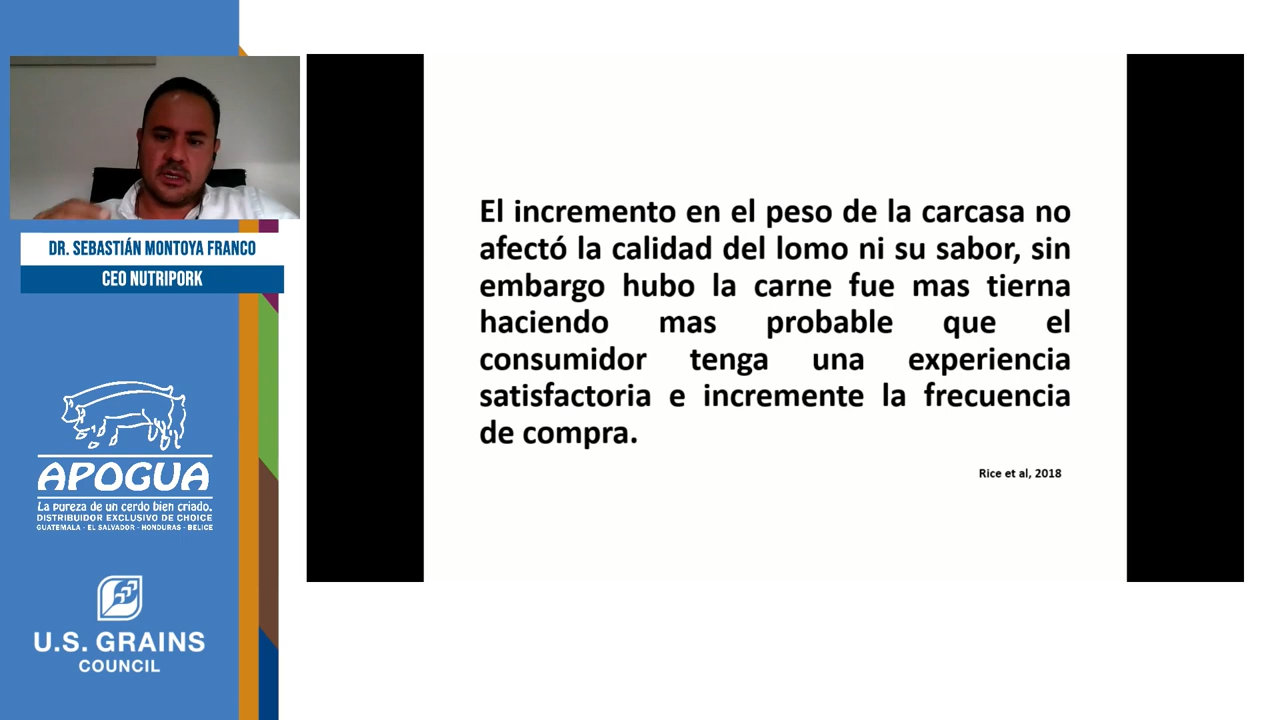 DR. SEBASTIÁN MONTOYA FRANCO
CEO NUTRIPORK
APOGUA
La pureza de un cerdo bien criado.
DISTRIBUIDOR EXCLUSIVO DE CHOICE
GUATEMALA - EL SALVADOR - HONDURAS - BELICE
U.S. GRAINS
COUNCIL
El incremento en el peso de la carcasa no
afectó la calidad del lomo ni su sabor, sin
embargo hubo la carne fue mas tierna
haciendo mas probable que el
consumidor tenga una experiencia
satisfactoria e incremente la frecuencia
de compra.
Rice et al, 2018